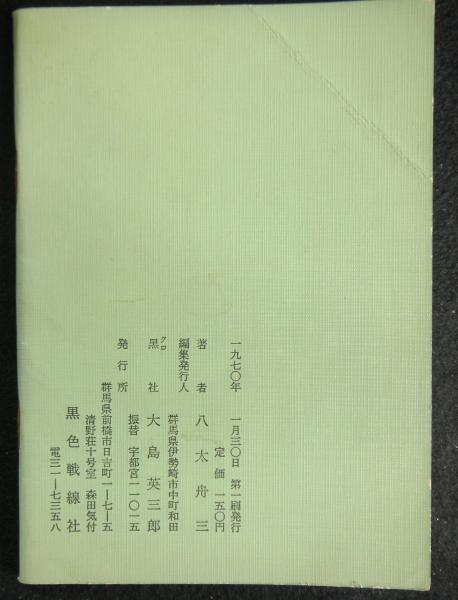 一九七〇年 一月三〇日 第一刷発行
定価 一五〇円
著者 八太舟三
編集発行人
群馬県伊勢崎市中町和田
黒社 大島英三郎
クロ
振替 宇都宮一一〇一五
発行所
群馬県前橋市日吉町一―七―五
清野荘十号室 森田気付
黒色戦線社
電三一―七三五八